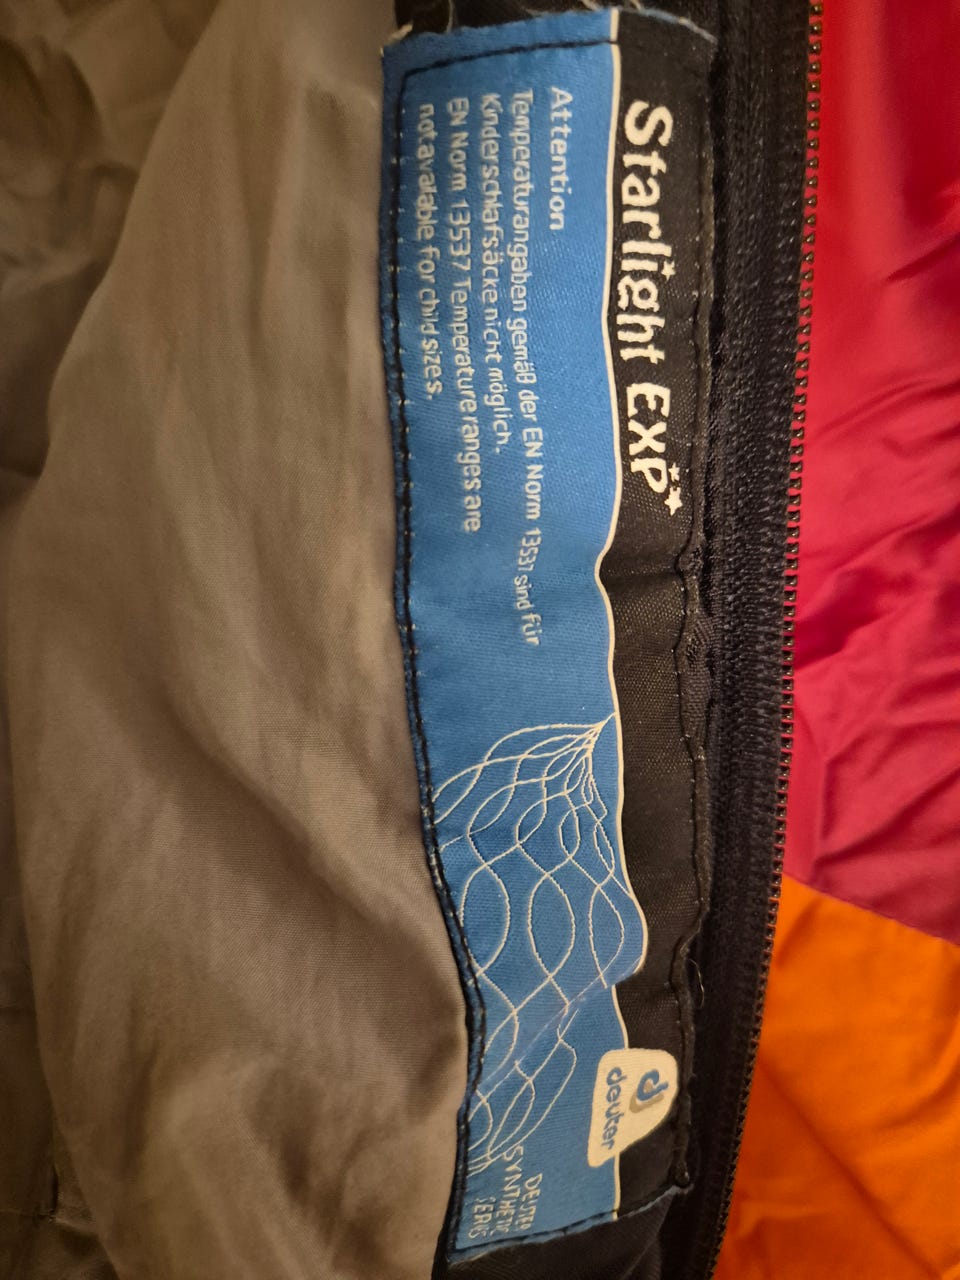 Starlight EXP
Attention
Temperaturangaben gemäß der EN Norm 13537 sind für
Kinderschlafsäcke nicht möglich.
EN Norm 13537 Temperature ranges are
not available for child sizes.
deuter
DEUTER
SYNTHETIC
SERIES